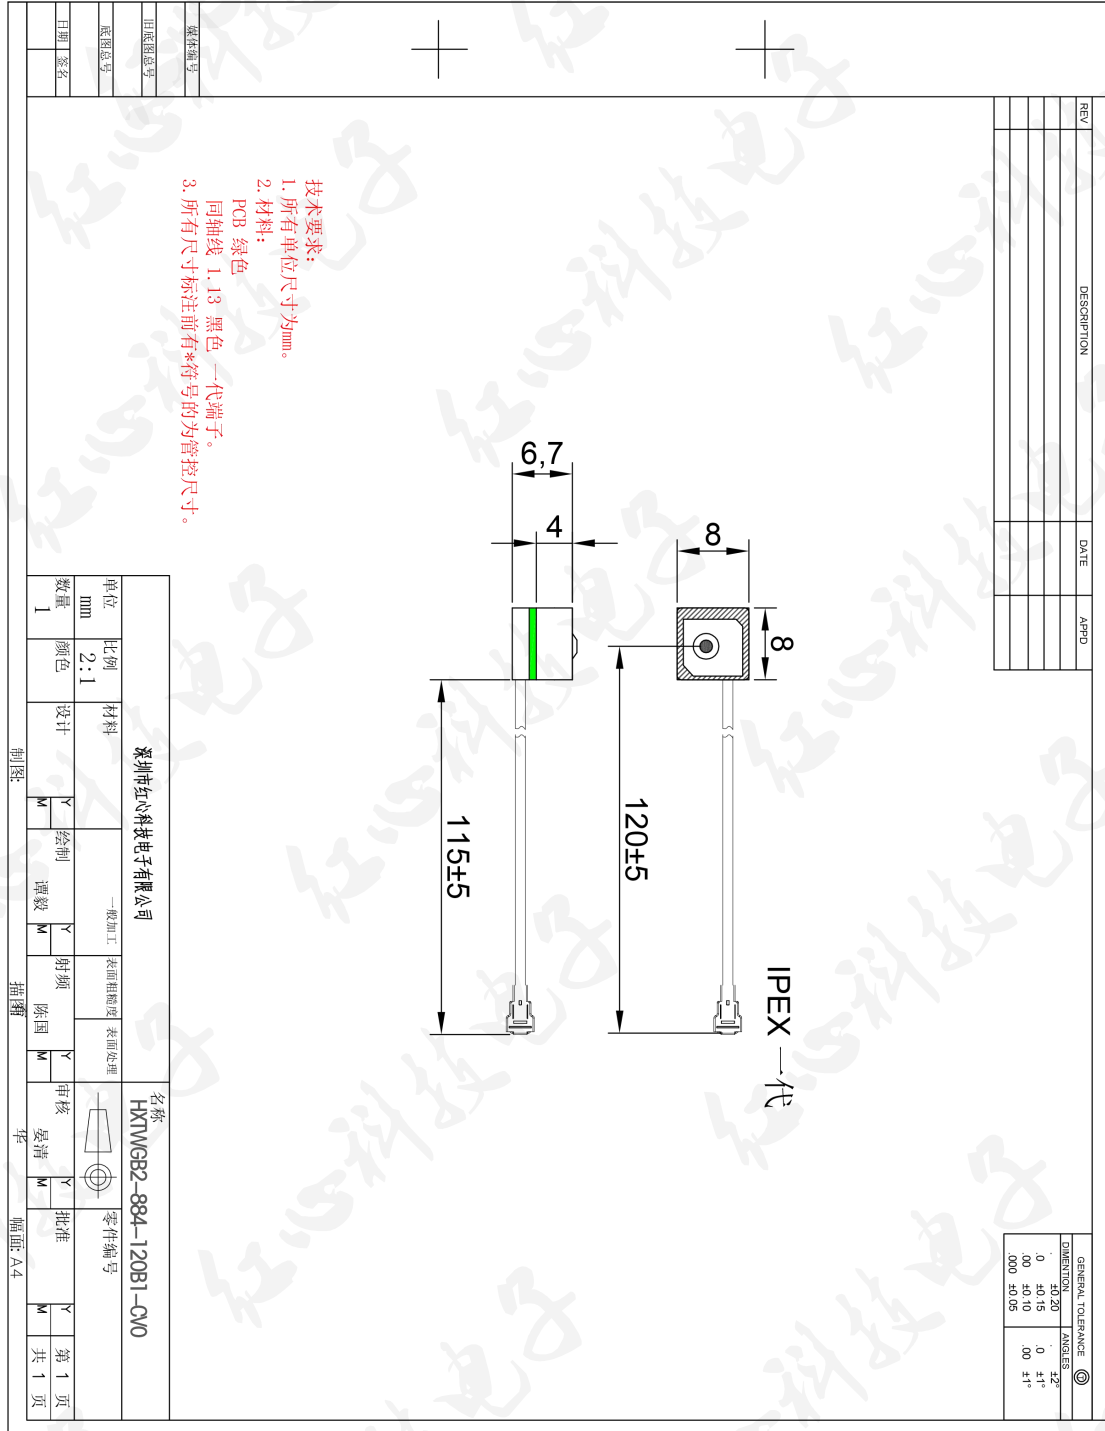 REV
DESCRIPTION
DATE
APPD
媒体编号
旧底图总号
底图总号
日期
签名
技术要求:
1.所有单位尺寸为mm。
2.材料:
PCB 绿色
同轴线 1.13 黑色 一代端子。
3.所有尺寸标注前有*符号的为管控尺寸。
6,7
4
8
8
120±5
115±5
IPEX 一代
GENERAL TOLERANCE
DIMENTION
ANGLES
. ±0.20
. ±2°
.0 ±0.15
.0 ±1°
.00 ±0.10
.00 ±1°
.000 ±0.05
深圳市红心科技电子有限公司
名称
HXTWGB2-884-120B1-CV0
单位
mm
比例
2:1
材料
一般加工
表面粗糙度
表面处理
零件编号
数量
1
颜色
设计
Y
M
绘制
谭毅
Y
M
射频
陈国
Y
M
审核
晏清
华
Y
M
批准
Y
M
第 1 页
共 1 页
制图:
幅面: A4
红心科技电子